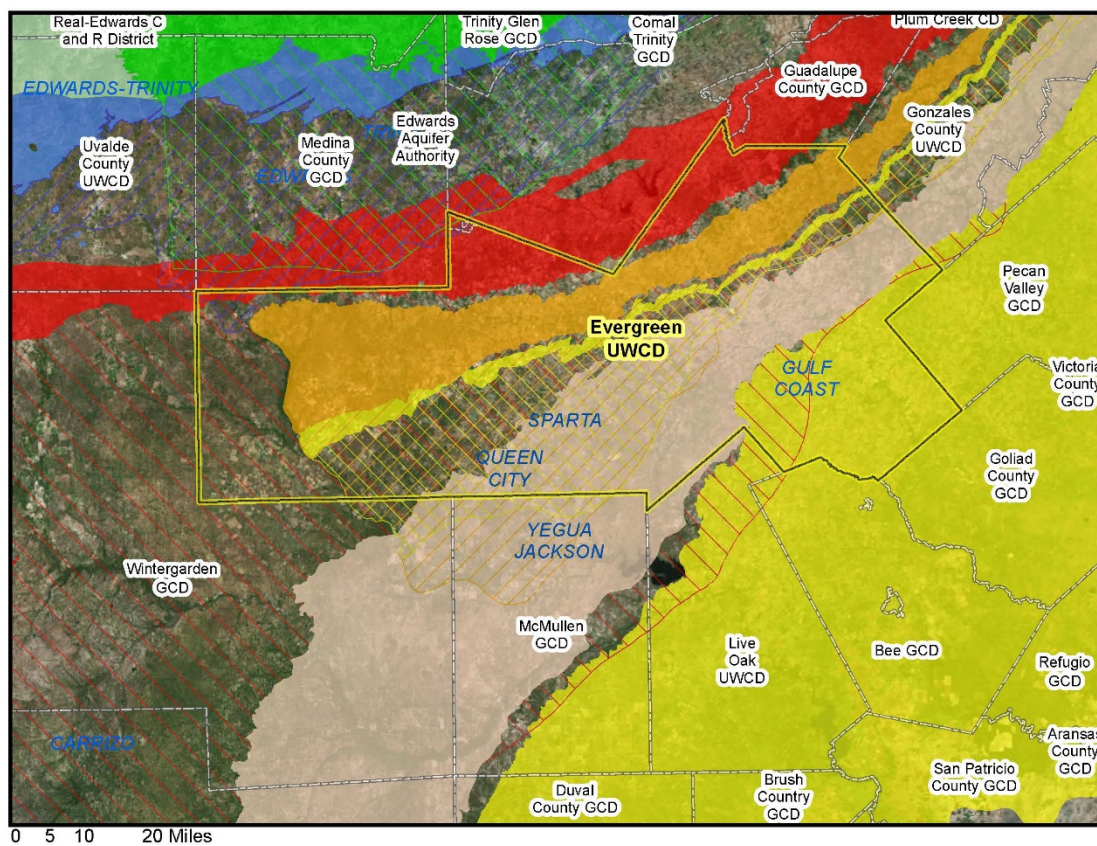 Real-Edwards C
and R District
Trinity Glen
Rose GCD
Comal
Trinity
GCD
Plum Creek CD
Guadalupe
County GCD
EDWARDS-TRINITY
Uvalde
County
UWCD
Medina
County
GCD
Edwards
Aquifer
Authority
Gonzales
County
UWCD
Pecan
Valley
GCD
Evergreen
UWCD
GULF
COAST
Victoria
County
GCD
SPARTA
QUEEN
CITY
Goliad
County
GCD
YEGUA
JACKSON
Wintergarden
GCD
McMullen
GCD
Live
Oak
UWCD
Bee GCD
Refugio
GCD
CARRIZO
Aransas
County
GCD
San Patricio
County GCD
Duval
County GCD
Brush
Country
GCD
0 5 10 20 Miles